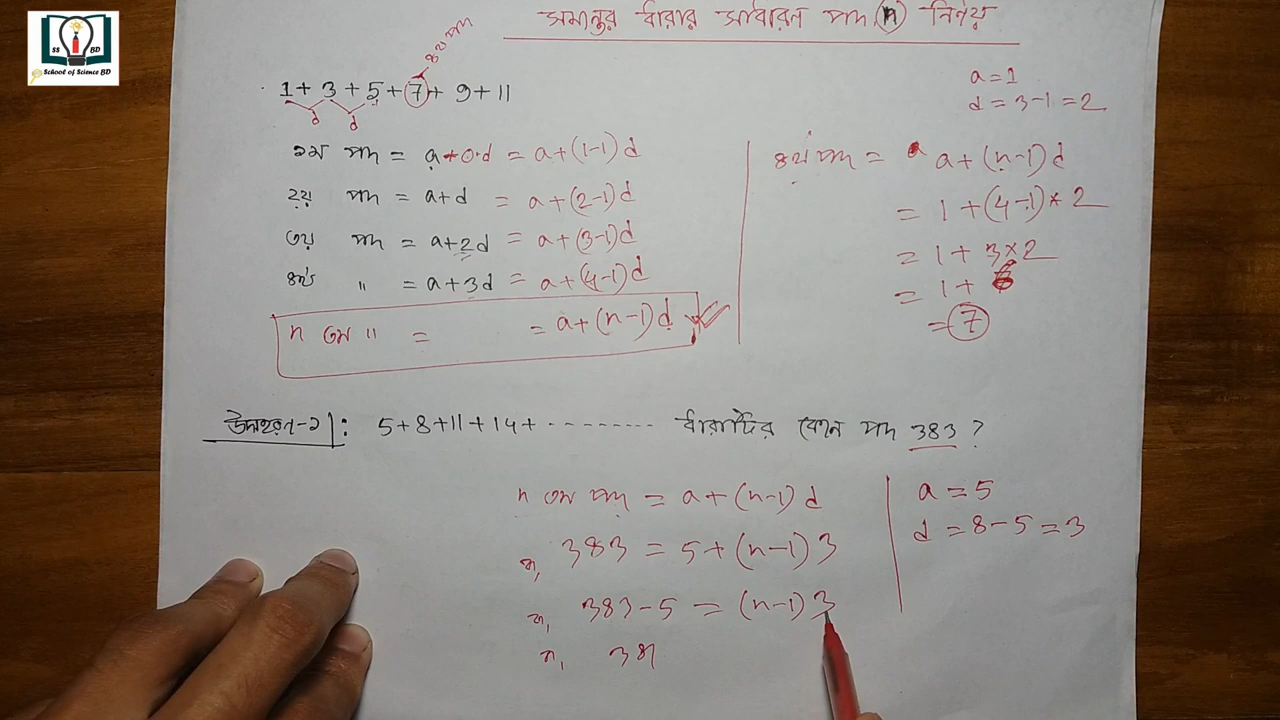 SS BD
School of Science BD
সমান্তর ধারার সাধারন পদ (n) নির্নয়
৪র্থ পদ
1 + 3 + 5 + 7 + 9 + 11
d d
a = 1
d = 3-1 = 2
১ম পদ = a+0.d = a+(1-1)d
২য় পদ = a+d = a+(2-1)d
৩য় পদ = a+2d = a+(3-1)d
৪র্থ " = a+3d = a+(4-1)d
n তম " = = a+(n-1)d
৪র্থ পদ = a+(n-1)d
= 1 + (4-1)×2
= 1 + 3×2
= 1 + 6
= 7
উদাহরন-১: 5+8+11+14+ -------- ধারাটির কোন পদ 383 ?
n তম পদ = a+(n-1)d
বা, 383 = 5+(n-1)3
বা, 383-5 = (n-1)3
বা,
a = 5
d = 8-5 = 3